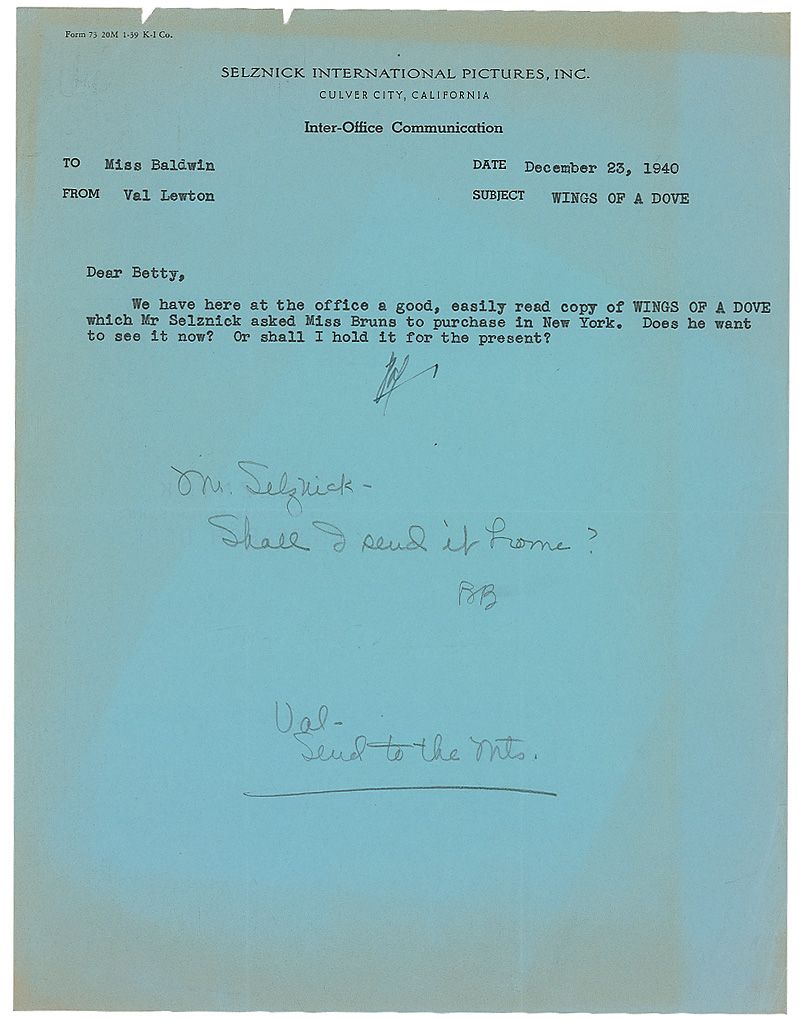 Form 73 20M 1-39 K-I Co.
SELZNICK INTERNATIONAL PICTURES, INC.
CULVER CITY, CALIFORNIA
Inter-Office Communication
TO Miss Baldwin DATE December 23, 1940
FROM Val Lewton SUBJECT WINGS OF A DOVE
Dear Betty,
We have here at the office a good, easily read copy of WINGS OF A DOVE
which Mr Selznick asked Miss Bruns to purchase in New York. Does he want
to see it now? Or shall I hold it for the present?
Mr. Selznick -
Shall I send it home?
BB
Val-
Send to the Mts.